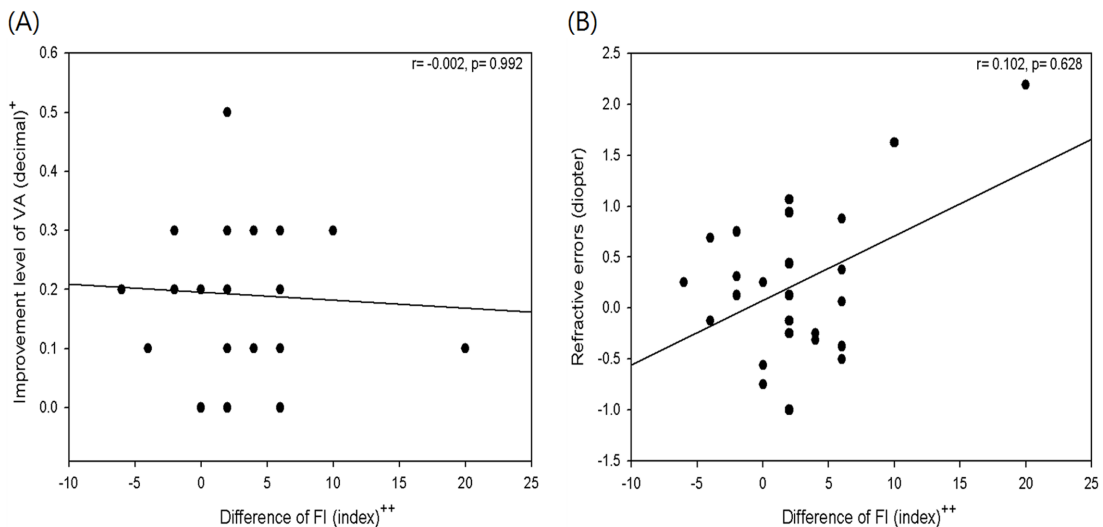 (A)
r= -0.002, p= 0.992
Improvement level of VA (decimal)+
0.6
0.5
0.4
0.3
0.2
0.1
0.0
-10 -5 0 5 10 15 20 25
Difference of FI (index)++
(B)
r= 0.102, p= 0.628
Refractive errors (diopter)
2.5
2.0
1.5
1.0
0.5
0.0
-0.5
-1.0
-1.5
-10 -5 0 5 10 15 20 25
Difference of FI (index)++